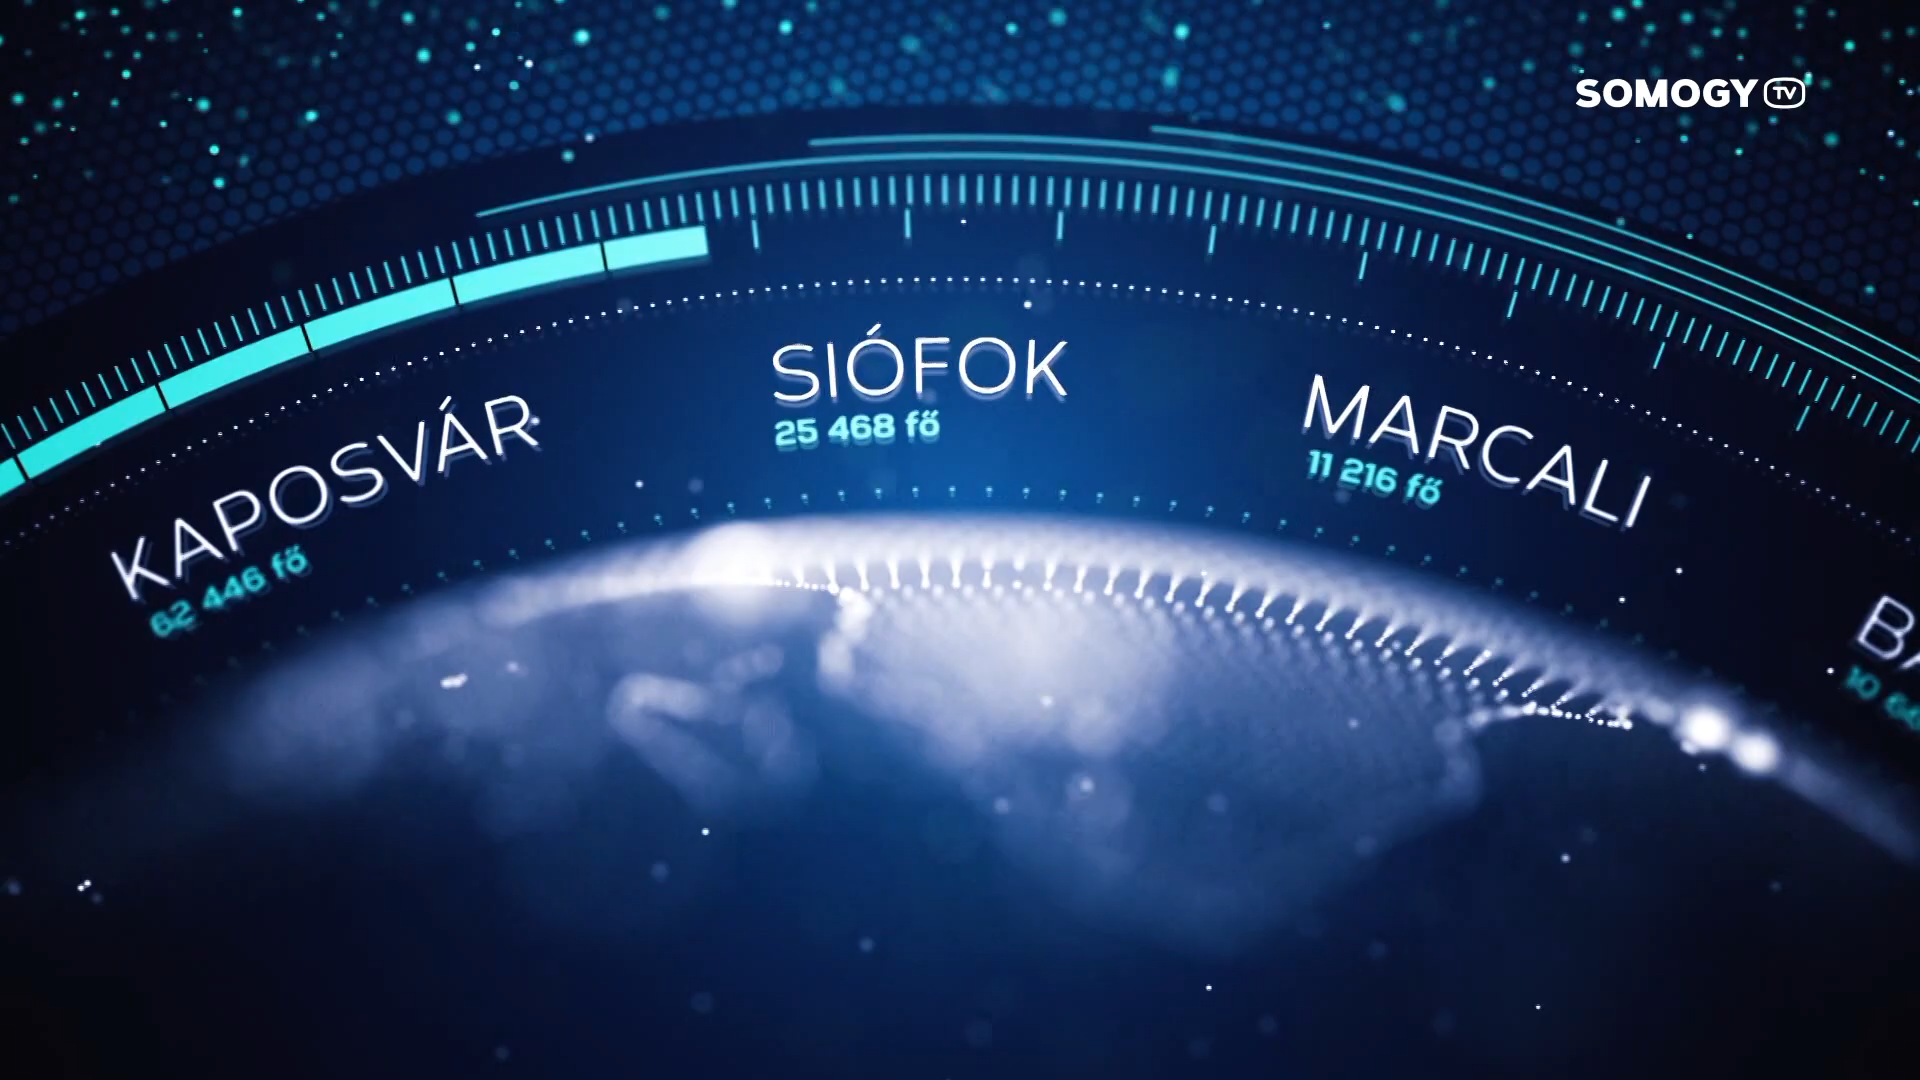 SOMOGY TV
KAPOSVÁR
62 446 fő
SIÓFOK
25 468 fő
MARCALI
11 216 fő